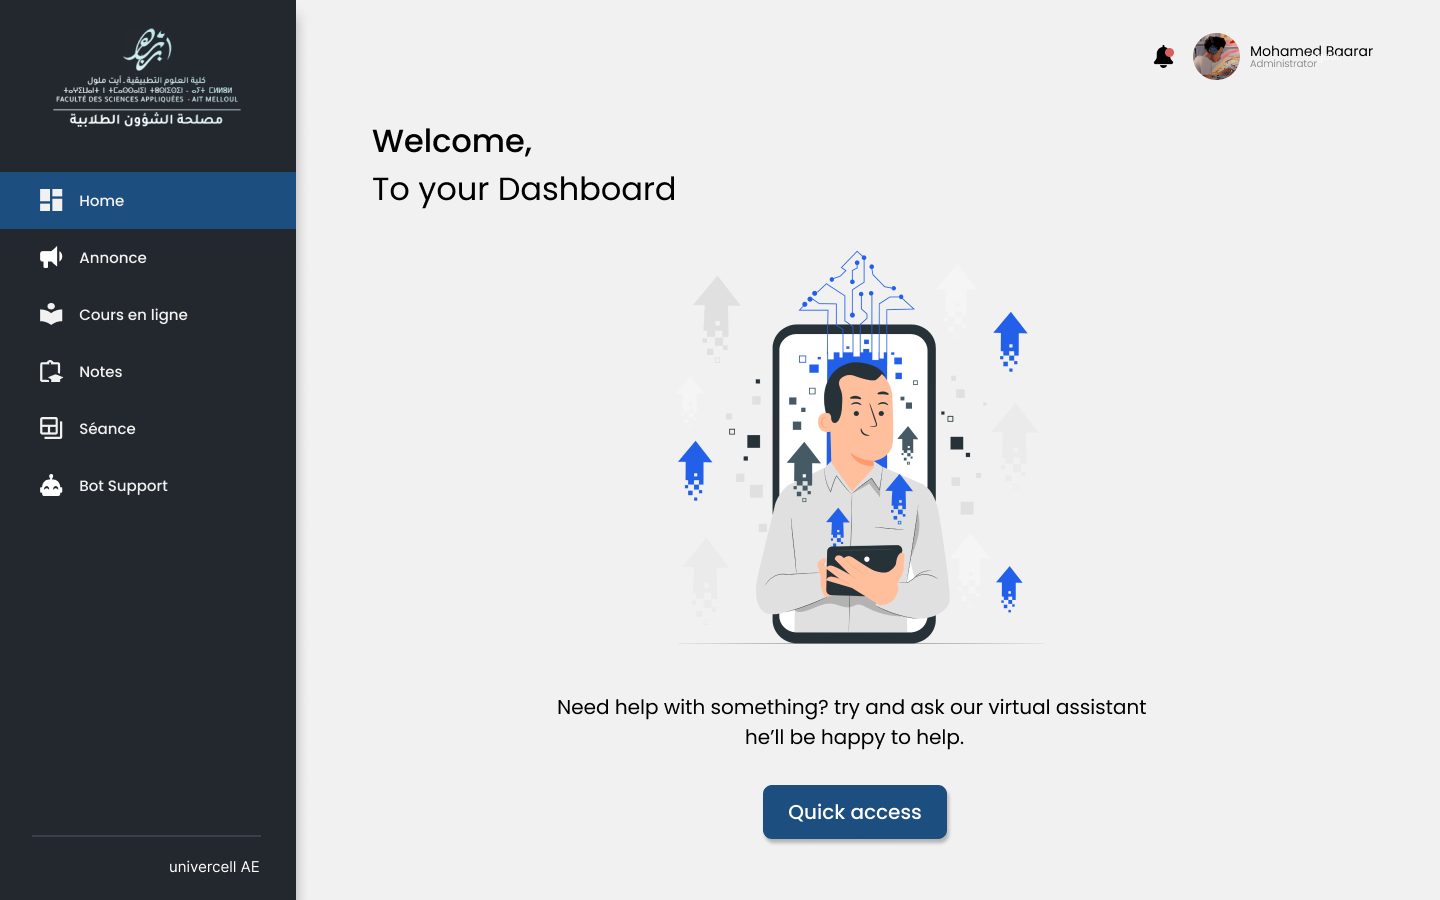 كلية العلوم التطبيقية - أيت ملول
FACULTÉ DES SCIENCES APPLIQUÉES - AIT MELLOUL
مصلحة الشؤون الطلابية
Home
Annonce
Cours en ligne
Notes
Séance
Bot Support
univercell AE
Mohamed Baarar
Administrator
Welcome,
To your Dashboard
Need help with something? try and ask our virtual assistant
he’ll be happy to help.
Quick access